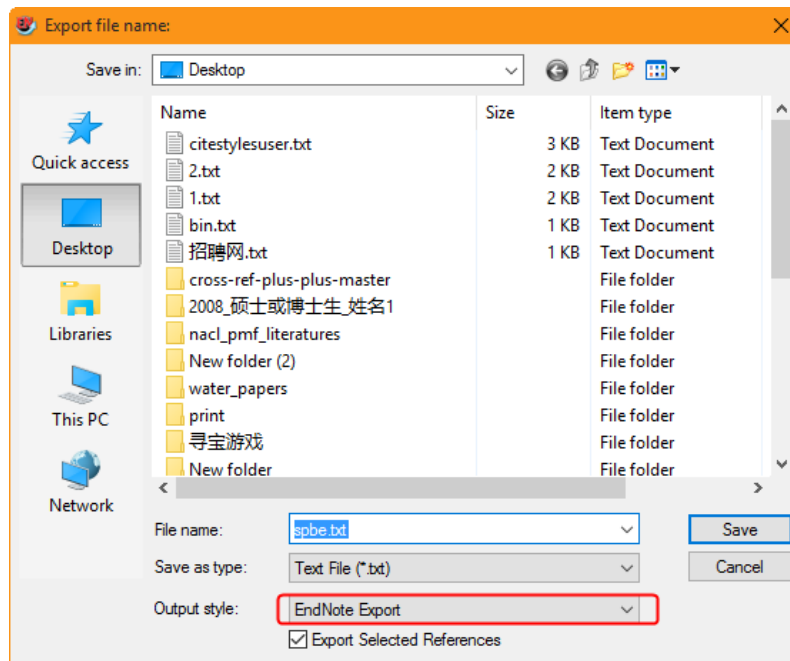 Export file name:
Save in: Desktop
Name Size Item type
citestylesuser.txt 3 KB Text Document
2.txt 2 KB Text Document
1.txt 2 KB Text Document
bin.txt 1 KB Text Document
招聘网.txt 1 KB Text Document
cross-ref-plus-plus-master File folder
2008_硕士或博士生_姓名1 File folder
nacl_pmf_literatures File folder
New folder (2) File folder
water_papers File folder
print File folder
寻宝游戏 File folder
New folder File folder
Quick access
Desktop
Libraries
This PC
Network
File name: spbe.txt Save
Save as type: Text File (*.txt) Cancel
Output style: EndNote Export
Export Selected References